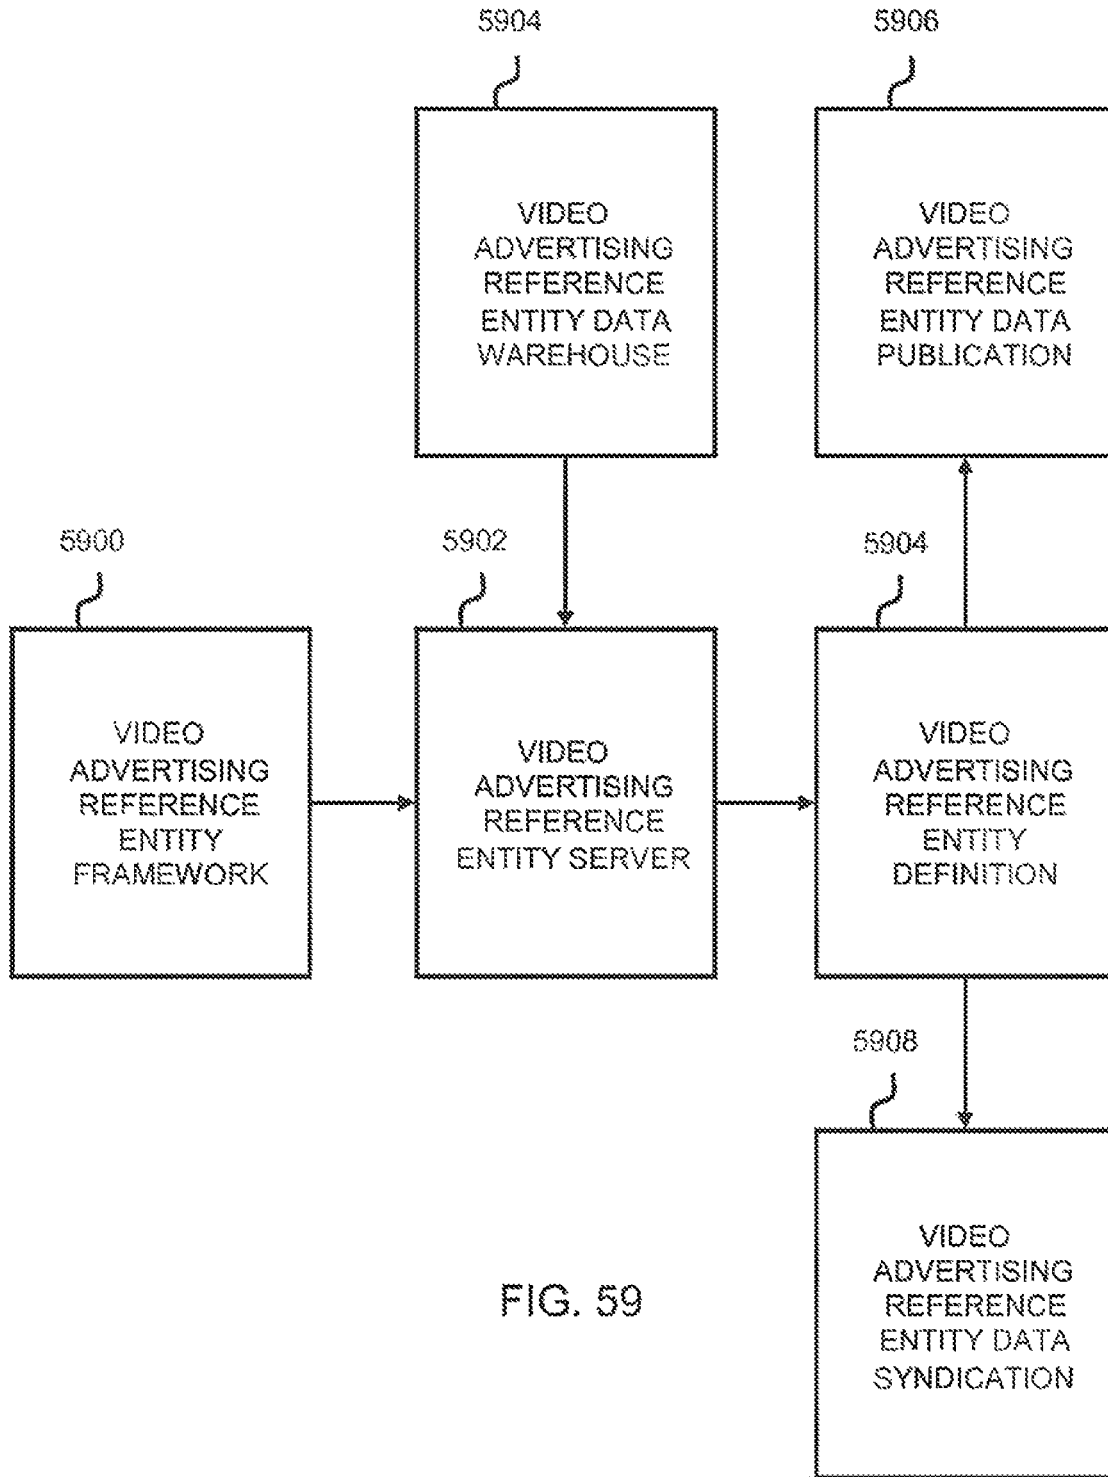 5904
5906
VIDEO
ADVERTISING
REFERENCE
ENTITY DATA
WAREHOUSE
VIDEO
ADVERTISING
REFERENCE
ENTITY DATA
PUBLICATION
5900
5902
5904
VIDEO
ADVERTISING
REFERENCE
ENTITY
FRAMEWORK
VIDEO
ADVERTISING
REFERENCE
ENTITY SERVER
VIDEO
ADVERTISING
REFERENCE
ENTITY
DEFINITION
5908
VIDEO
ADVERTISING
REFERENCE
ENTITY DATA
SYNDICATION
FIG. 59